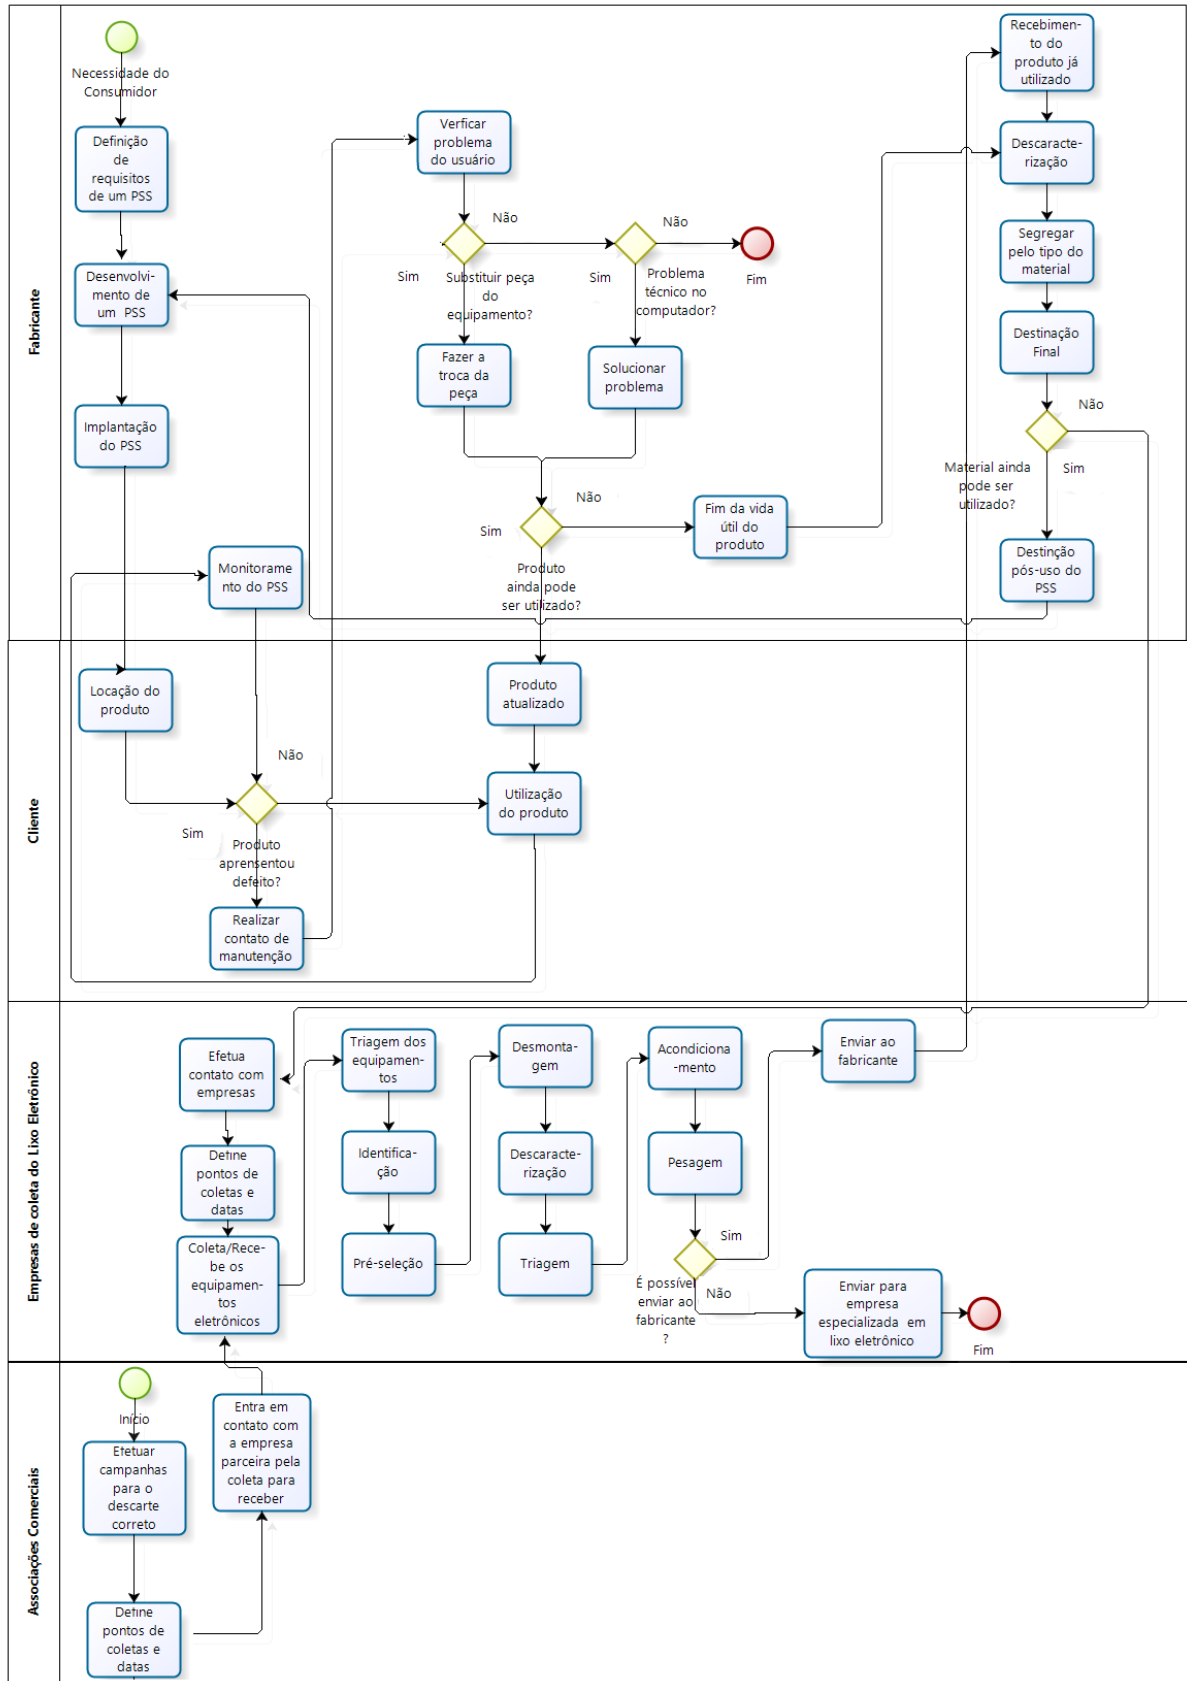 Fabricante
Necessidade do
Consumidor
Definição
de
requisitos
de um PSS
Desenvolvi-
mento de
um PSS
Implantação
do PSS
Monitorame
nto do PSS
Verficar
problema
do usuário
Não
Sim
Substituir peça
do
equipamento?
Não
Sim
Problema
técnico no
computador?
Fim
Fazer a
troca da
peça
Solucionar
problema
Não
Sim
Produto
ainda pode
ser utilizado?
Fim da vida
útil do
produto
Recebimen-
to do
produto já
utilizado
Descaracte-
rização
Segregar
pelo tipo do
material
Destinação
Final
Não
Sim
Material ainda
pode ser
utilizado?
Destinção
pós-uso do
PSS
Cliente
Locação do
produto
Não
Sim
Produto
aprensentou
defeito?
Realizar
contato de
manutenção
Produto
atualizado
Utilização
do produto
Empresas de coleta do Lixo Eletrônico
Efetua
contato com
empresas
Define
pontos de
coletas e
datas
Coleta/Rece-
be os
equipamen-
tos
eletrônicos
Triagem dos
equipamen-
tos
Identifica-
ção
Pré-seleção
Desmonta-
gem
Descaracte-
rização
Triagem
Acondiciona
-mento
Pesagem
Sim
Não
É possível
enviar ao
fabricante
?
Enviar ao
fabricante
Enviar para
empresa
especializada em
lixo eletrônico
Fim
Associações Comerciais
Início
Efetuar
campanhas
para o
descarte
correto
Define
pontos de
coletas e
datas
Entra em
contato com
a empresa
parceira pela
coleta para
receber